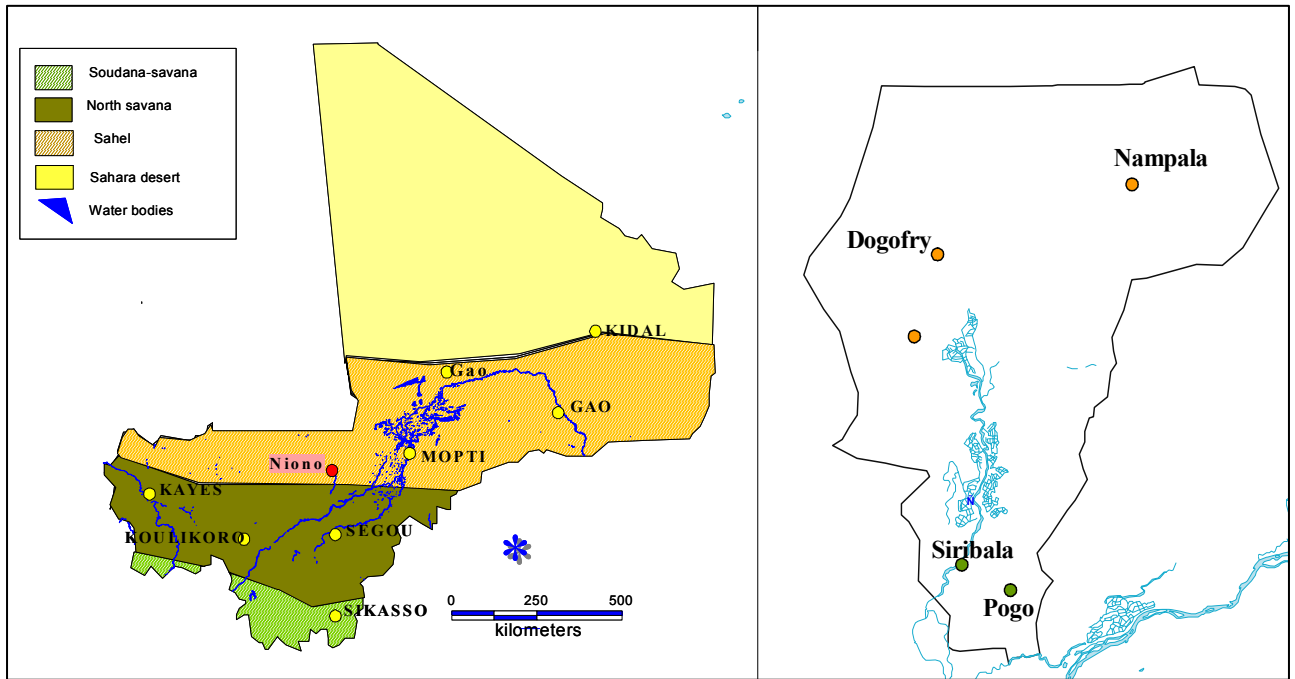 Soudana-savana
North savana
Sahel
Sahara desert
Water bodies
KIDAL
Gao
GAO
MOPTI
Niono
KAYES
KOULIKORO
SEGOU
SIKASSO
0 250 500
kilometers
Nampala
Dogofry
N
Siribala
Pogo